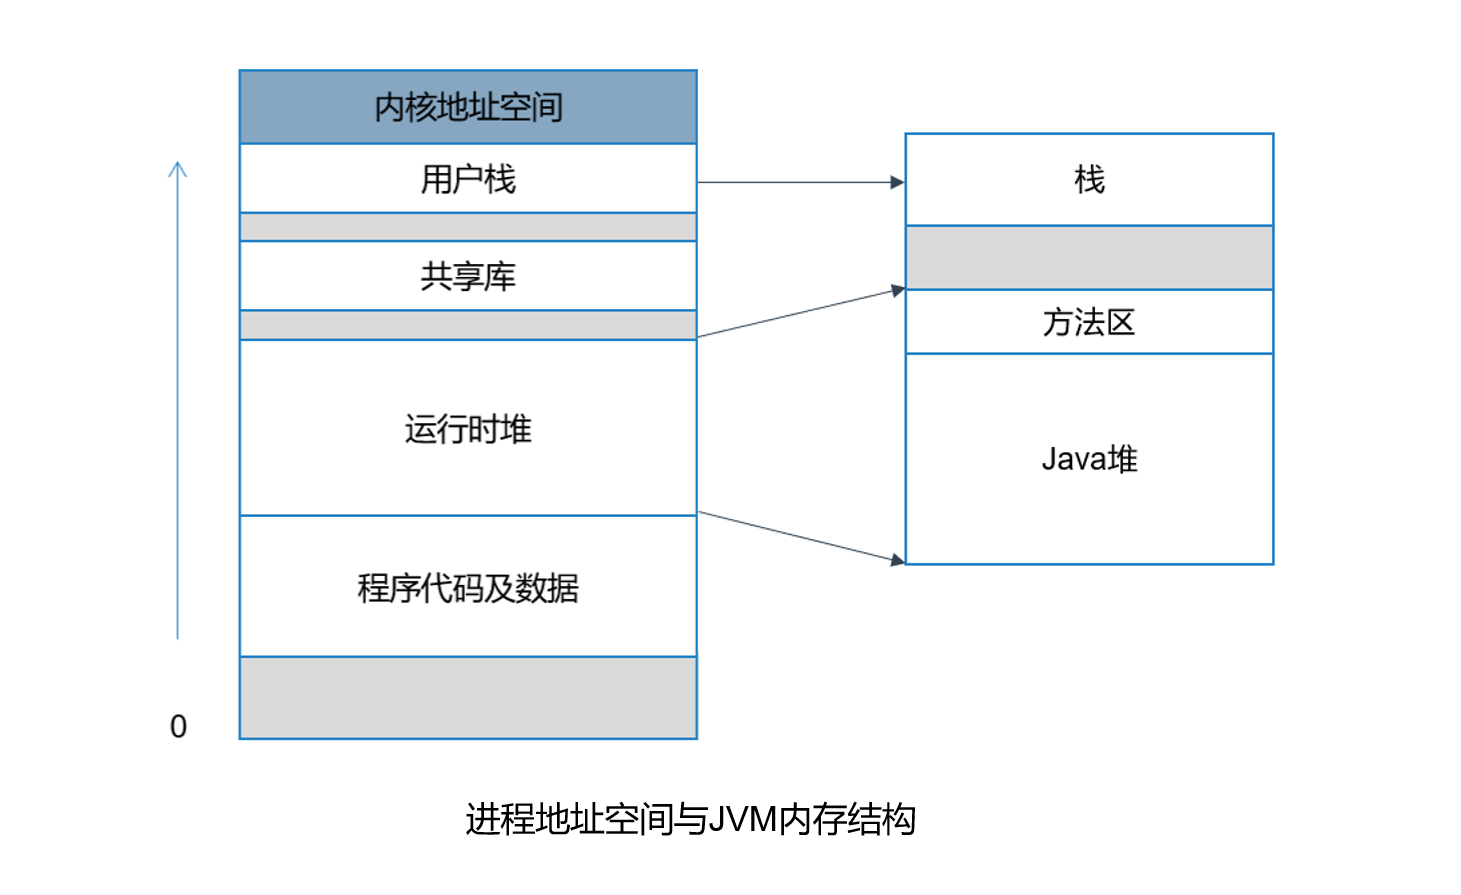 内核地址空间
用户栈
共享库
运行时堆
程序代码及数据
0
栈
方法区
Java堆
进程地址空间与JVM内存结构